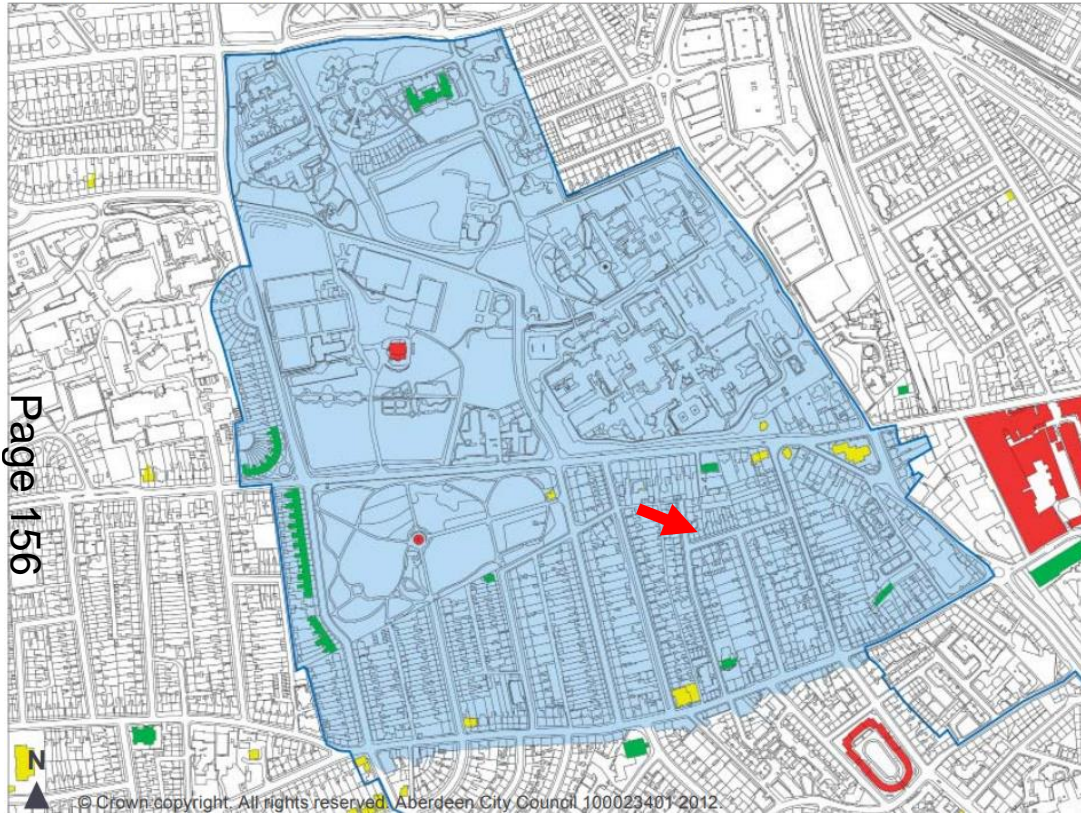 Page 156
N
© Crown copyright. All rights reserved. Aberdeen City Council 100023401 2012.